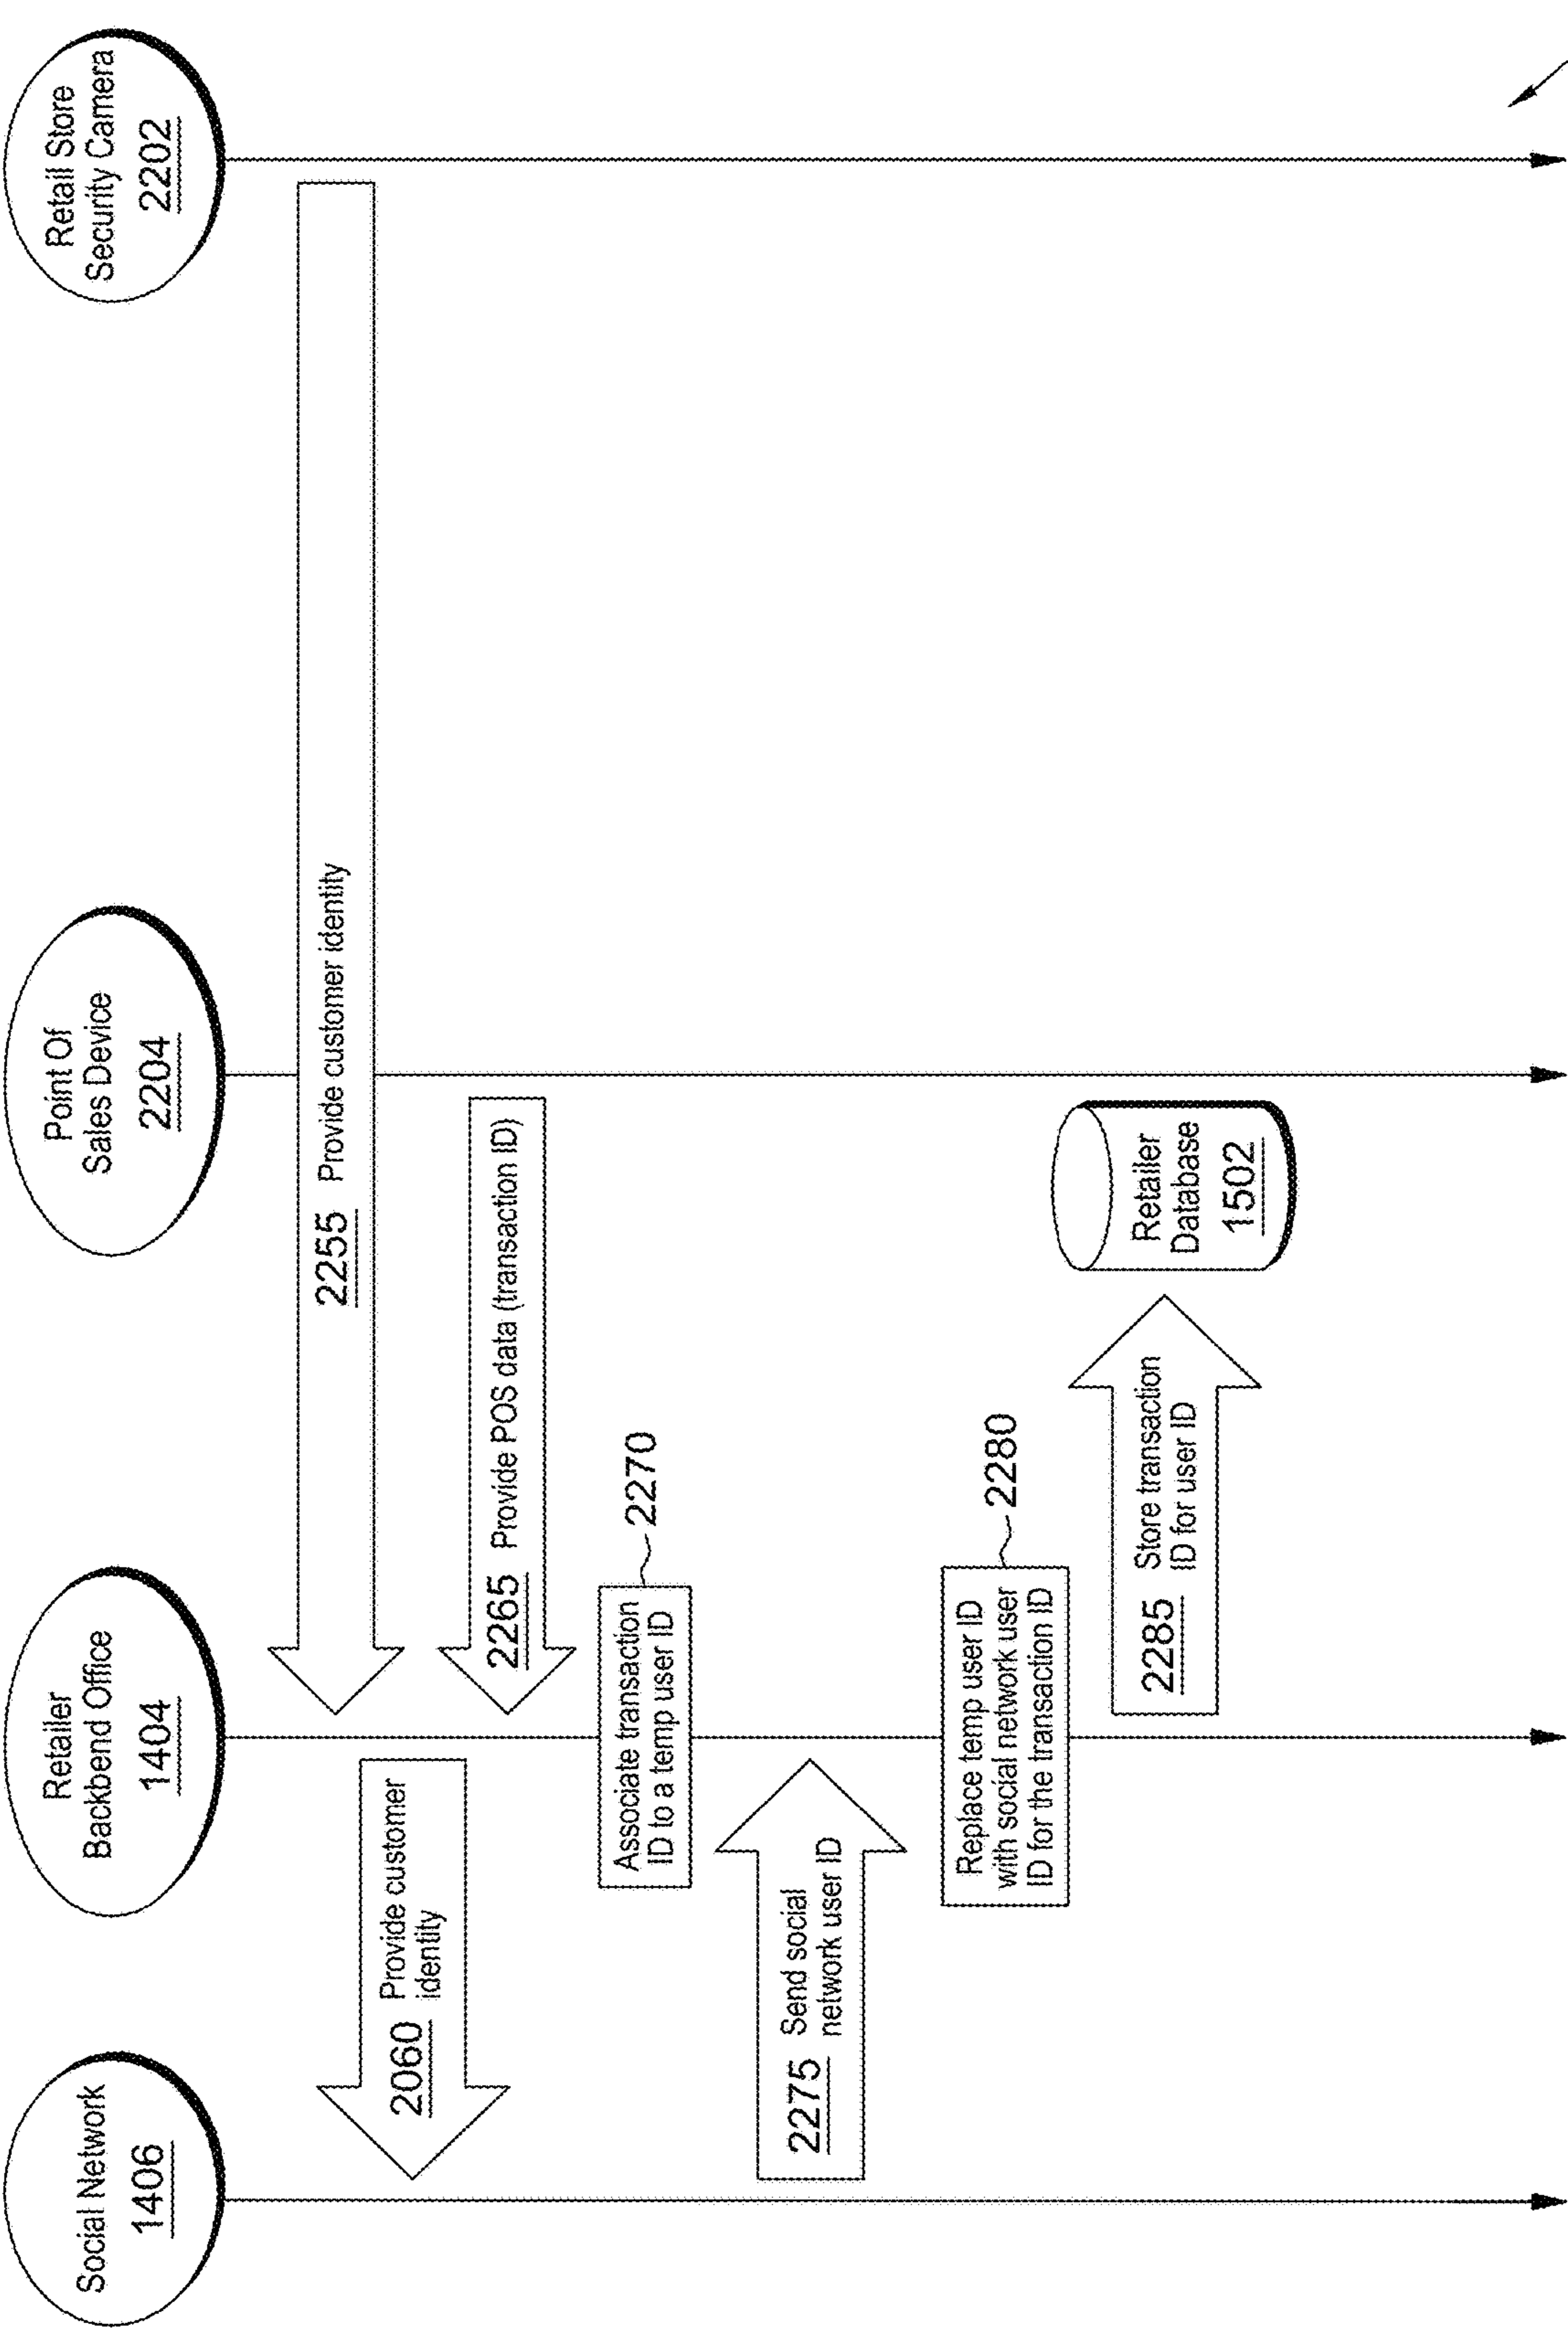 Social Network
1406
Retailer
Backbend Office
1404
Point Of
Sales Device
2204
Retail Store
Security Camera
2202
2255 Provide customer identity
2060 Provide customer
identity
2265 Provide POS data (transaction ID)
Associate transaction
ID to a temp user ID
2270
2275 Send social
network user ID
Replace temp user ID
with social network user
ID for the transaction ID
2280
2285 Store transaction
ID for user ID
Retailer
Database
1502